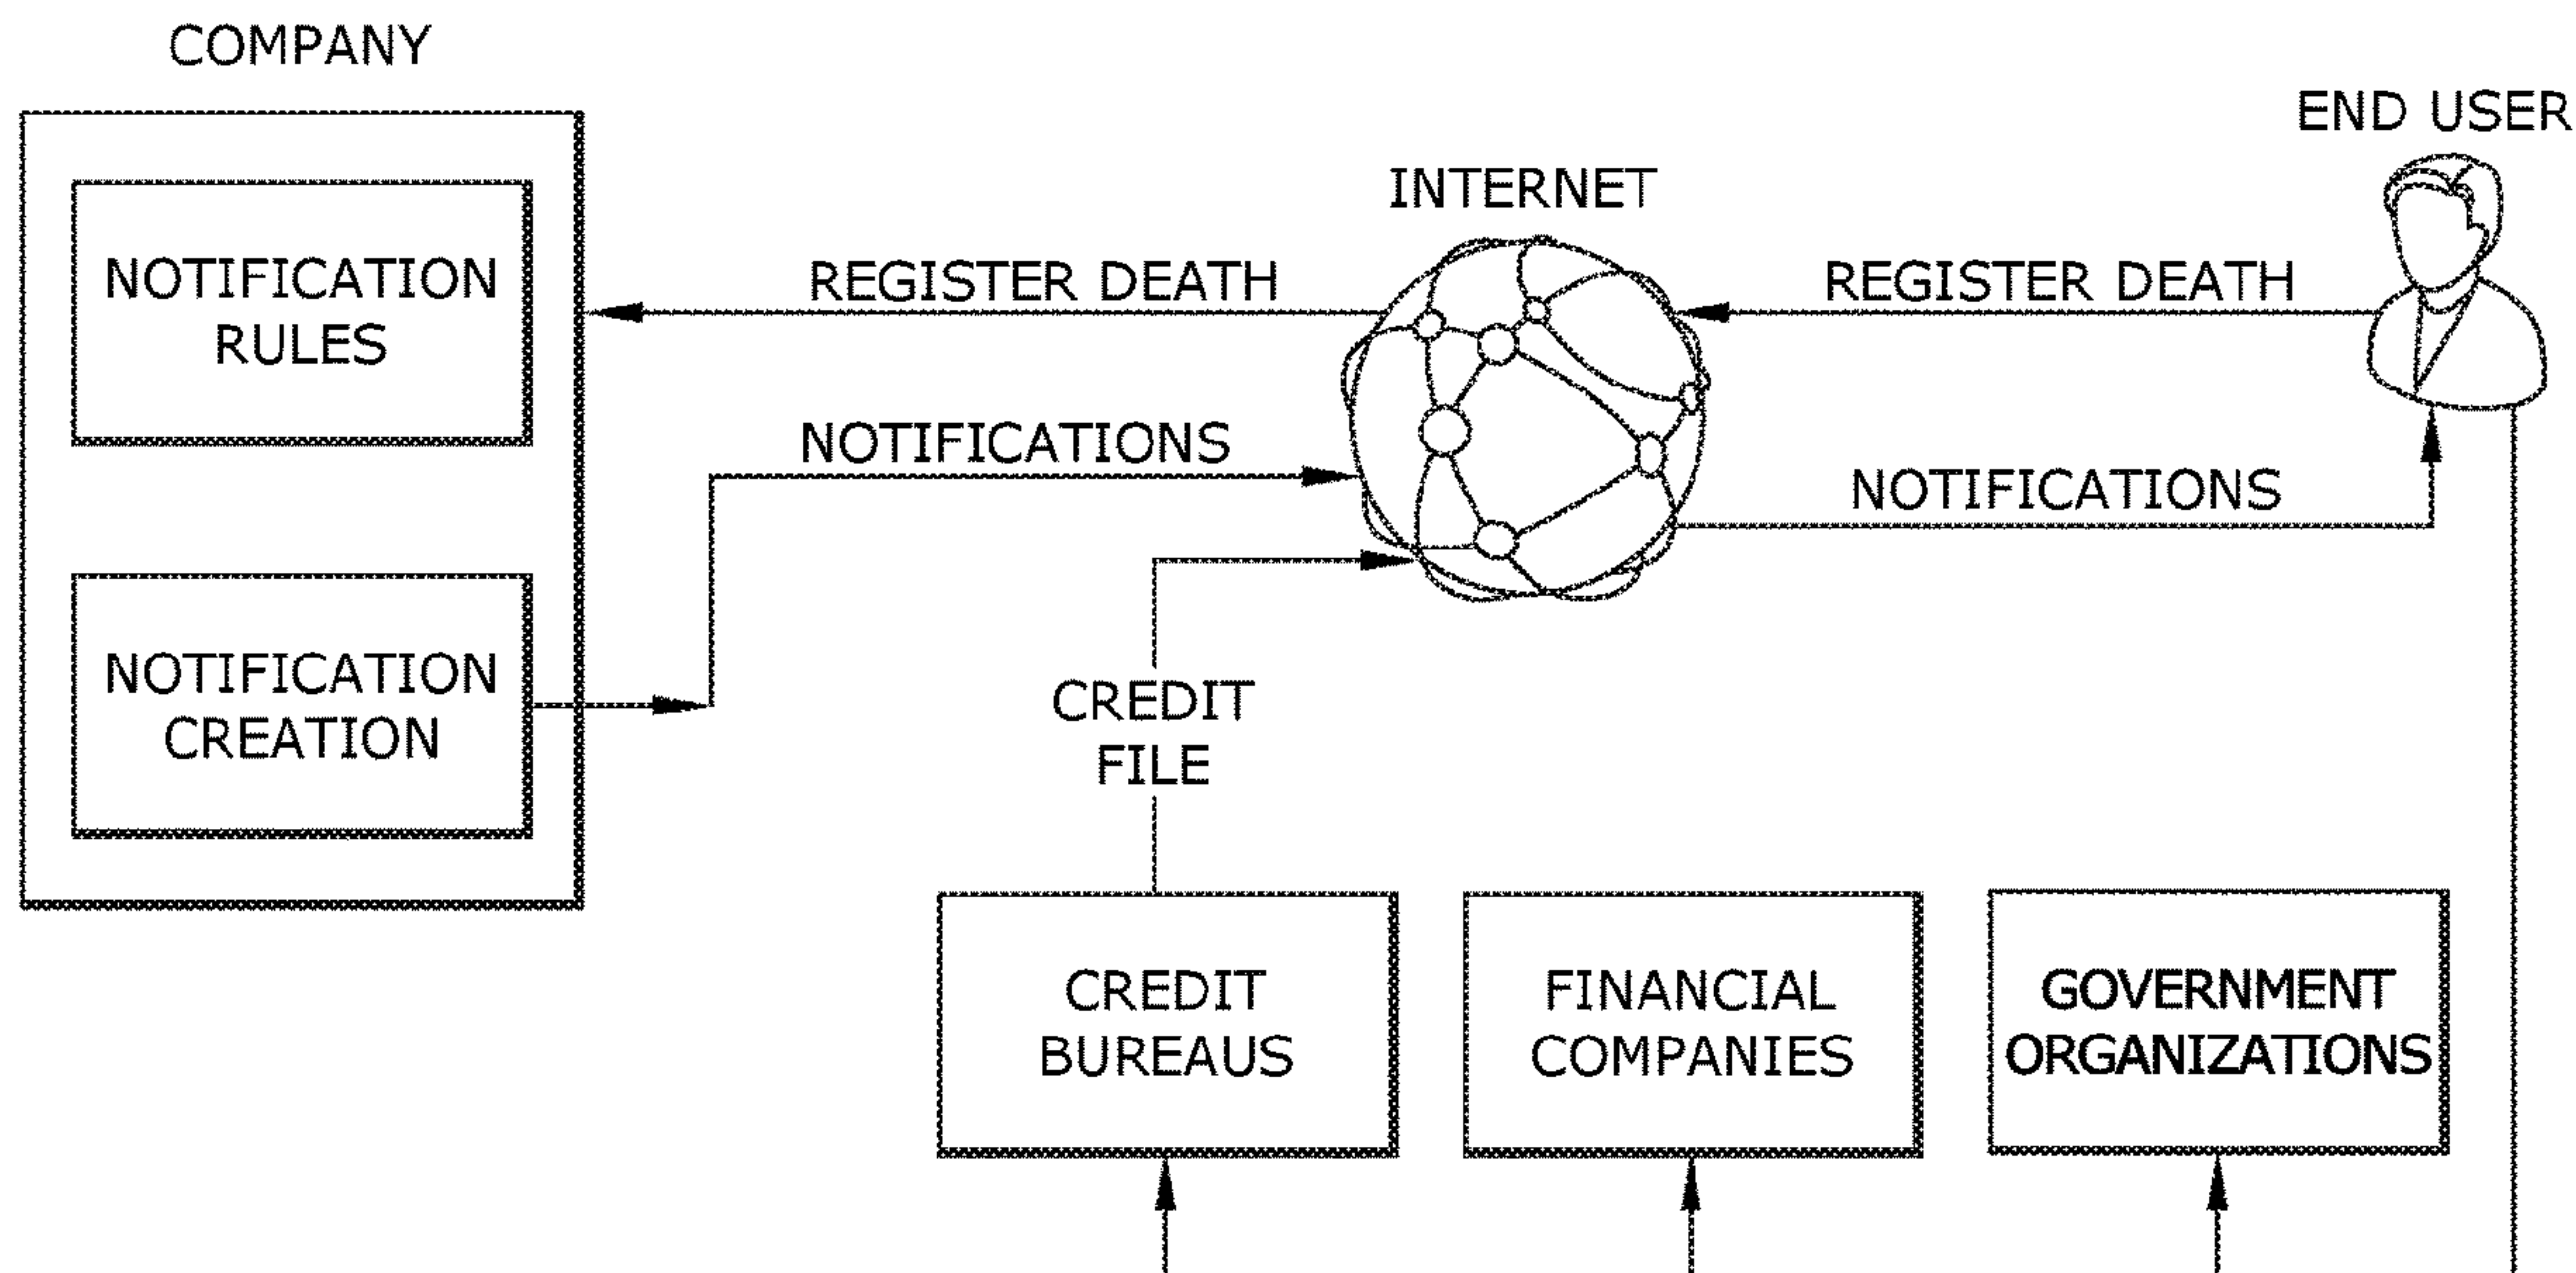 COMPANY
END USER
INTERNET
NOTIFICATION
RULES
REGISTER DEATH
REGISTER DEATH
NOTIFICATIONS
NOTIFICATIONS
NOTIFICATION
CREATION
CREDIT
FILE
CREDIT
BUREAUS
FINANCIAL
COMPANIES
GOVERNMENT
ORGANIZATIONS